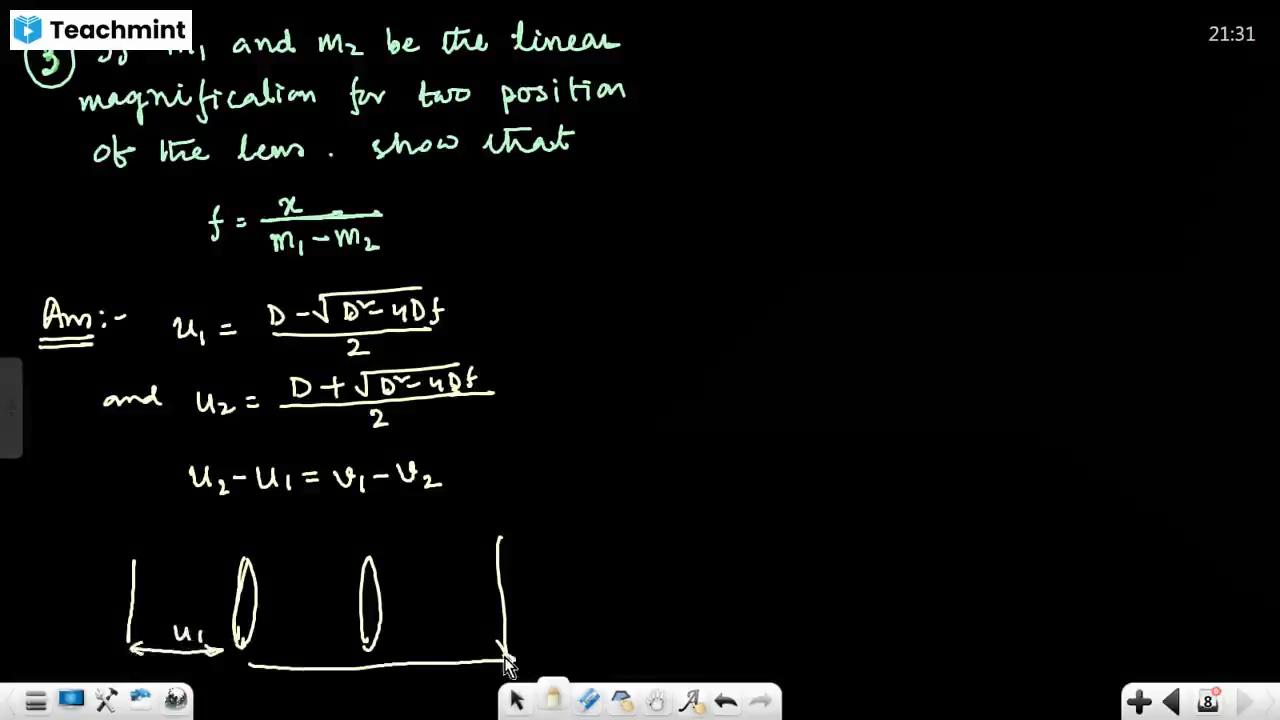 Teachmint
21:31
3 If m₁ and m₂ be the linear
magnification for two position
of the lens. show that
f = x / (m₁ - m₂)
Ans:- u₁ = (D - √(D² - 4Df)) / 2
and u₂ = (D + √(D² - 4Df)) / 2
u₂ - u₁ = v₁ - v₂
u₁
8